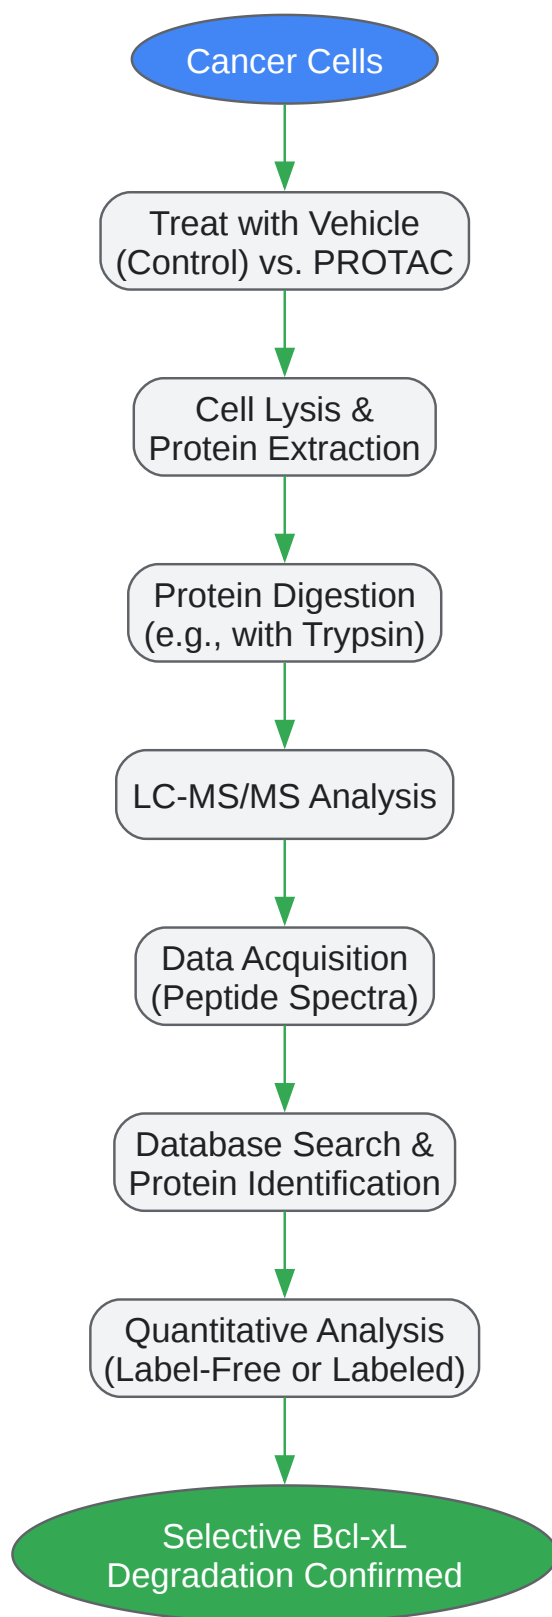 Cancer Cells
Treat with Vehicle
(Control) vs. PROTAC
Cell Lysis &
Protein Extraction
Protein Digestion
(e.g., with Trypsin)
LC-MS/MS Analysis
Data Acquisition
(Peptide Spectra)
Database Search &
Protein Identification
Quantitative Analysis
(Label-Free or Labeled)
Selective Bcl-xL
Degradation Confirmed